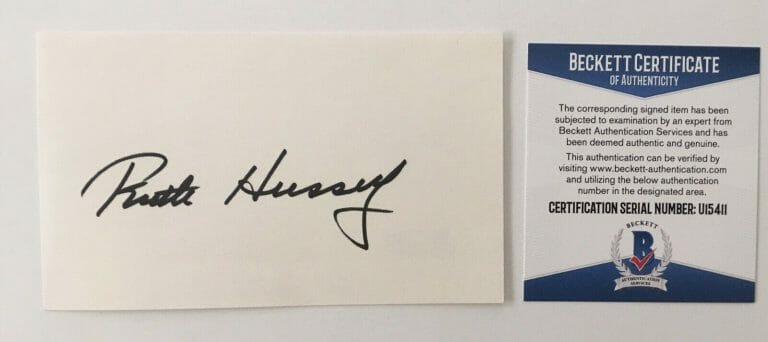 Ruth Hussey
BECKETT CERTIFICATE
OF AUTHENTICITY
The corresponding signed item has been
subjected to examination by an expert from
Beckett Authentication Services and has
been deemed authentic and genuine.
This authentication can be verified by
visiting www.beckett-authentication.com
and utilizing the below authentication
number in the designated area.
CERTIFICATION SERIAL NUMBER: U15411
BECKETT
B
AUTHENTICATION
SERVICES